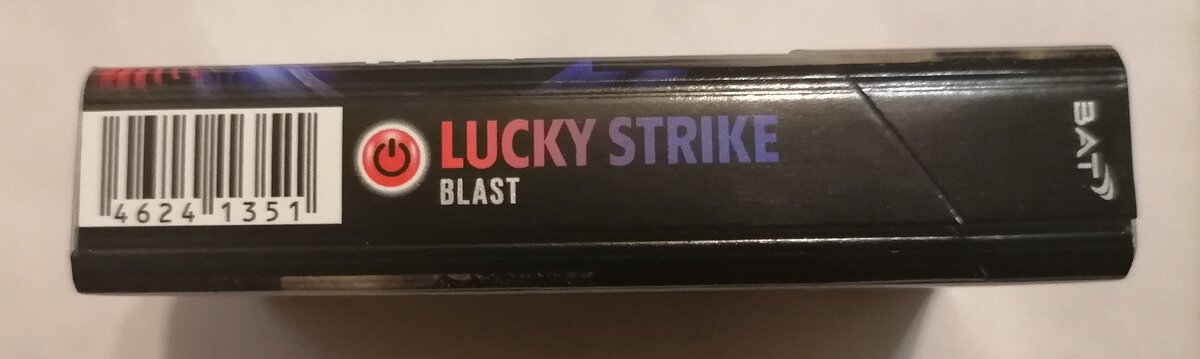 4624 1351
LUCKY STRIKE
BLAST
BAT